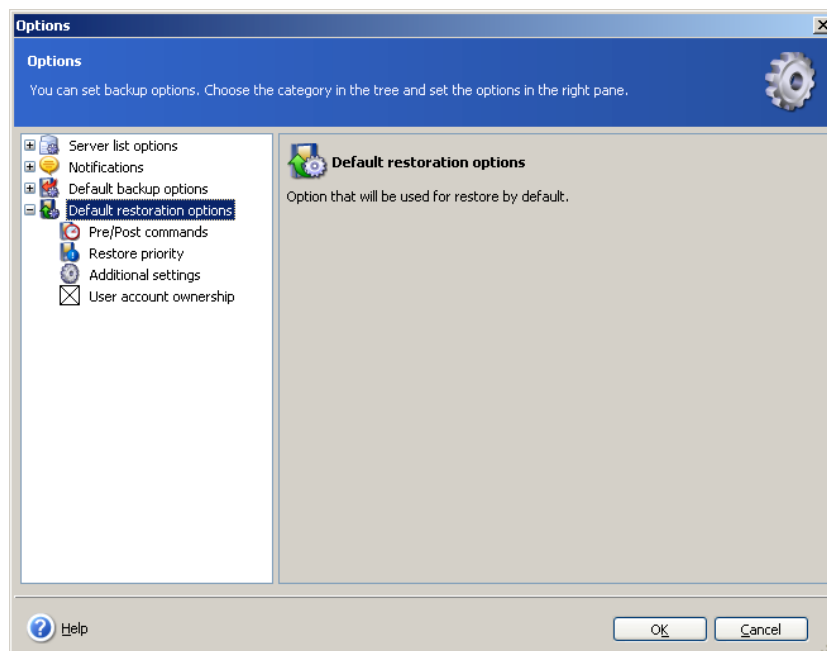 Options
Options
You can set backup options. Choose the category in the tree and set the options in the right pane.
Server list options
Notifications
Default backup options
Default restoration options
Pre/Post commands
Restore priority
Additional settings
User account ownership
Default restoration options
Option that will be used for restore by default.
Help
OK
Cancel